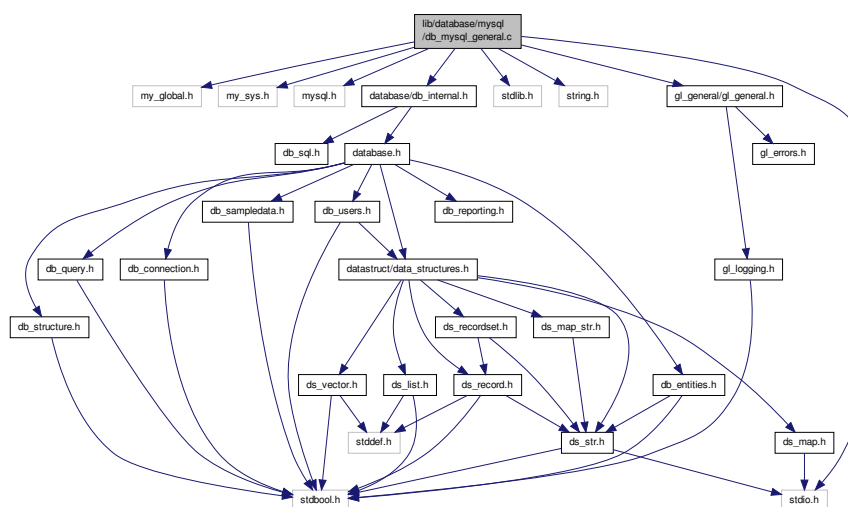 lib/database/mysql
/db_mysql_general.c
my_global.h
my_sys.h
mysql.h
database/db_internal.h
stdlib.h
string.h
gl_general/gl_general.h
db_sql.h
database.h
gl_errors.h
db_sampledata.h
db_users.h
db_reporting.h
db_query.h
db_connection.h
datastruct/data_structures.h
gl_logging.h
db_structure.h
ds_recordset.h
ds_map_str.h
ds_vector.h
ds_list.h
ds_record.h
db_entities.h
stddef.h
ds_str.h
ds_map.h
stdbool.h
stdio.h